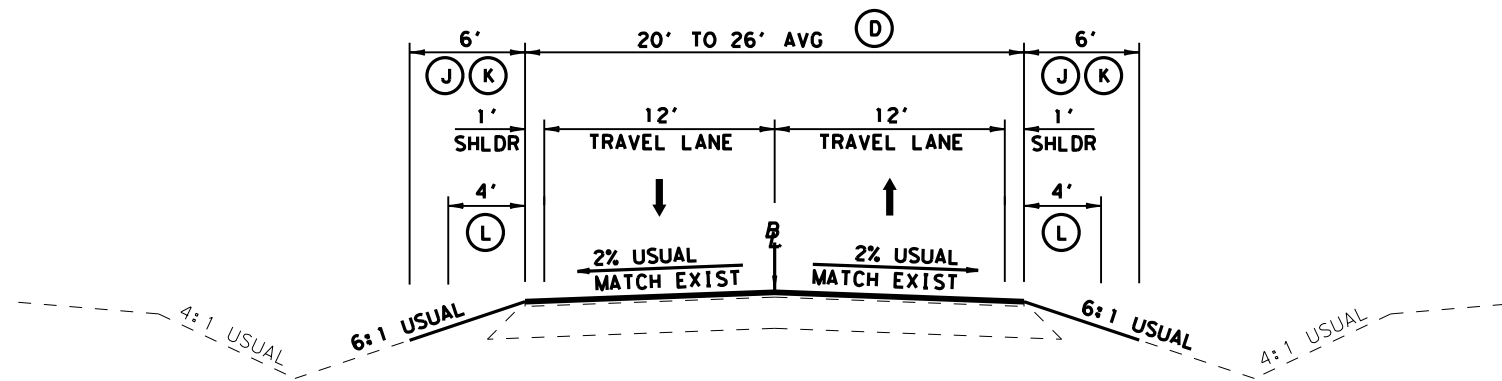 6' 20' TO 26' AVG D 6'
J K J K
1' 12' 12' 1'
SHLDR TRAVEL LANE TRAVEL LANE SHLDR
4' 4'
L L
BL
2% USUAL 2% USUAL
MATCH EXIST MATCH EXIST
4:1 USUAL 6:1 USUAL 6:1 USUAL 4:1 USUAL